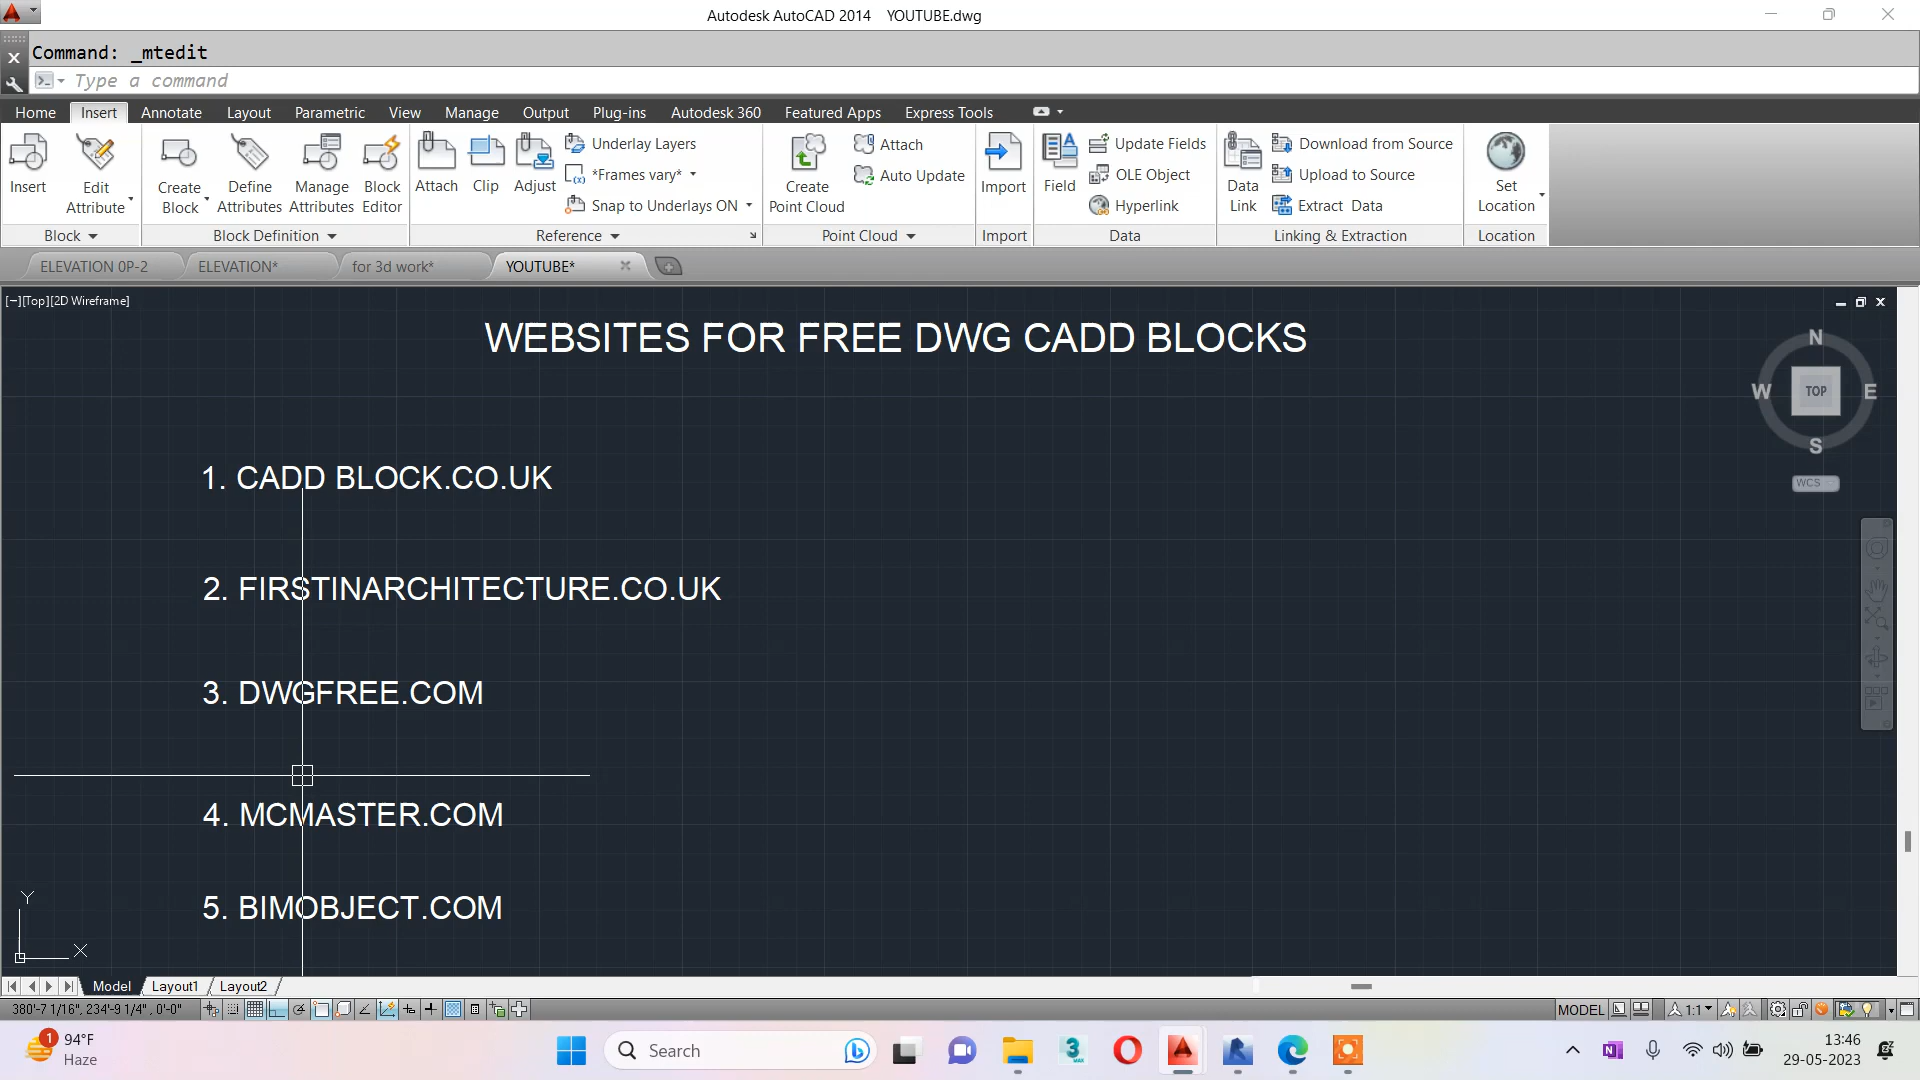 Autodesk AutoCAD 2014 YOUTUBE.dwg
Command: _mtedit
Type a command
Home Insert Annotate Layout Parametric View Manage Output Plug-ins Autodesk 360 Featured Apps Express Tools
Insert
Edit Attribute
Create Block
Define Attributes
Manage Attributes
Block Editor
Attach
Clip
Adjust
Underlay Layers
*Frames vary*
Snap to Underlays ON
Create Point Cloud
Attach
Auto Update
Import
Field
Update Fields
OLE Object
Hyperlink
Data Link
Download from Source
Upload to Source
Extract Data
Set Location
Block Block Definition Reference Point Cloud Import Data Linking & Extraction Location
ELEVATION 0P-2 ELEVATION* for 3d work* YOUTUBE*
[−][Top][2D Wireframe]
WEBSITES FOR FREE DWG CADD BLOCKS
N
W TOP E
S
WCS
1. CADD BLOCK.CO.UK
2. FIRSTINARCHITECTURE.CO.UK
3. DWGFREE.COM
4. MCMASTER.COM
5. BIMOBJECT.COM
Y
X
Model Layout1 Layout2
380'-7 1/16", 234'-9 1/4" , 0'-0" MODEL 1:1
1 94°F
Haze
Search
13:46
29-05-2023